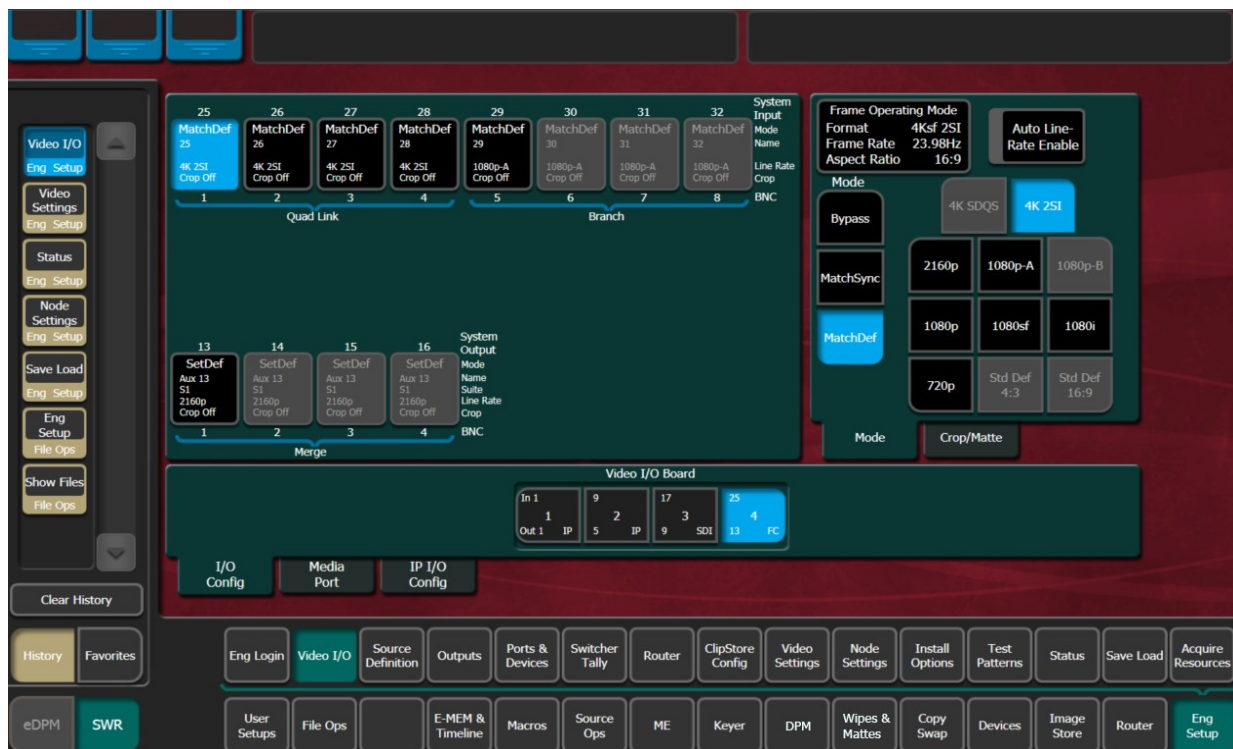 25 26 27 28 29 30 31 32 System Input
MatchDef MatchDef MatchDef MatchDef MatchDef MatchDef MatchDef MatchDef Mode
25 26 27 28 29 30 31 32 Name
4K 2SI 4K 2SI 4K 2SI 4K 2SI 1080p-A 1080p-A 1080p-A 1080p-A Line Rate
Crop Off Crop Off Crop Off Crop Off Crop Off Crop Off Crop Off Crop Off Crop
1 2 3 4 5 6 7 8 BNC
Quad Link Branch
13 14 15 16 System Output
SetDef SetDef SetDef SetDef Mode
Aux 13 Aux 13 Aux 13 Aux 13 Name
S1 S1 S1 S1 Suite
2160p 2160p 2160p 2160p Line Rate
Crop Off Crop Off Crop Off Crop Off Crop
1 2 3 4 BNC
Merge
Frame Operating Mode
Format 4Ksf 2SI
Frame Rate 23.98Hz
Aspect Ratio 16:9
Auto Line-
Rate Enable
Mode
Bypass
MatchSync
MatchDef
4K SDQS 4K 2SI
2160p 1080p-A 1080p-B
1080p 1080sf 1080i
720p Std Def 4:3 Std Def 16:9
Mode Crop/Matte
Video I/O Board
In 1 9 17 25
1 2 3 4
Out 1 IP 5 IP 9 SDI 13 FC
I/O Config
Media Port
IP I/O Config
Video I/O
Eng Setup
Video Settings
Eng Setup
Status
Eng Setup
Node Settings
Eng Setup
Save Load
Eng Setup
Eng Setup
File Ops
Show Files
File Ops
Clear History
History Favorites
Eng Login Video I/O Source Definition Outputs Ports & Devices Switcher Tally Router ClipStore Config Video Settings Node Settings Install Options Test Patterns Status Save Load Acquire Resources
eDPM SWR
User Setups File Ops E-MEM & Timeline Macros Source Ops ME Keyer DPM Wipes & Mattes Copy Swap Devices Image Store Router Eng Setup